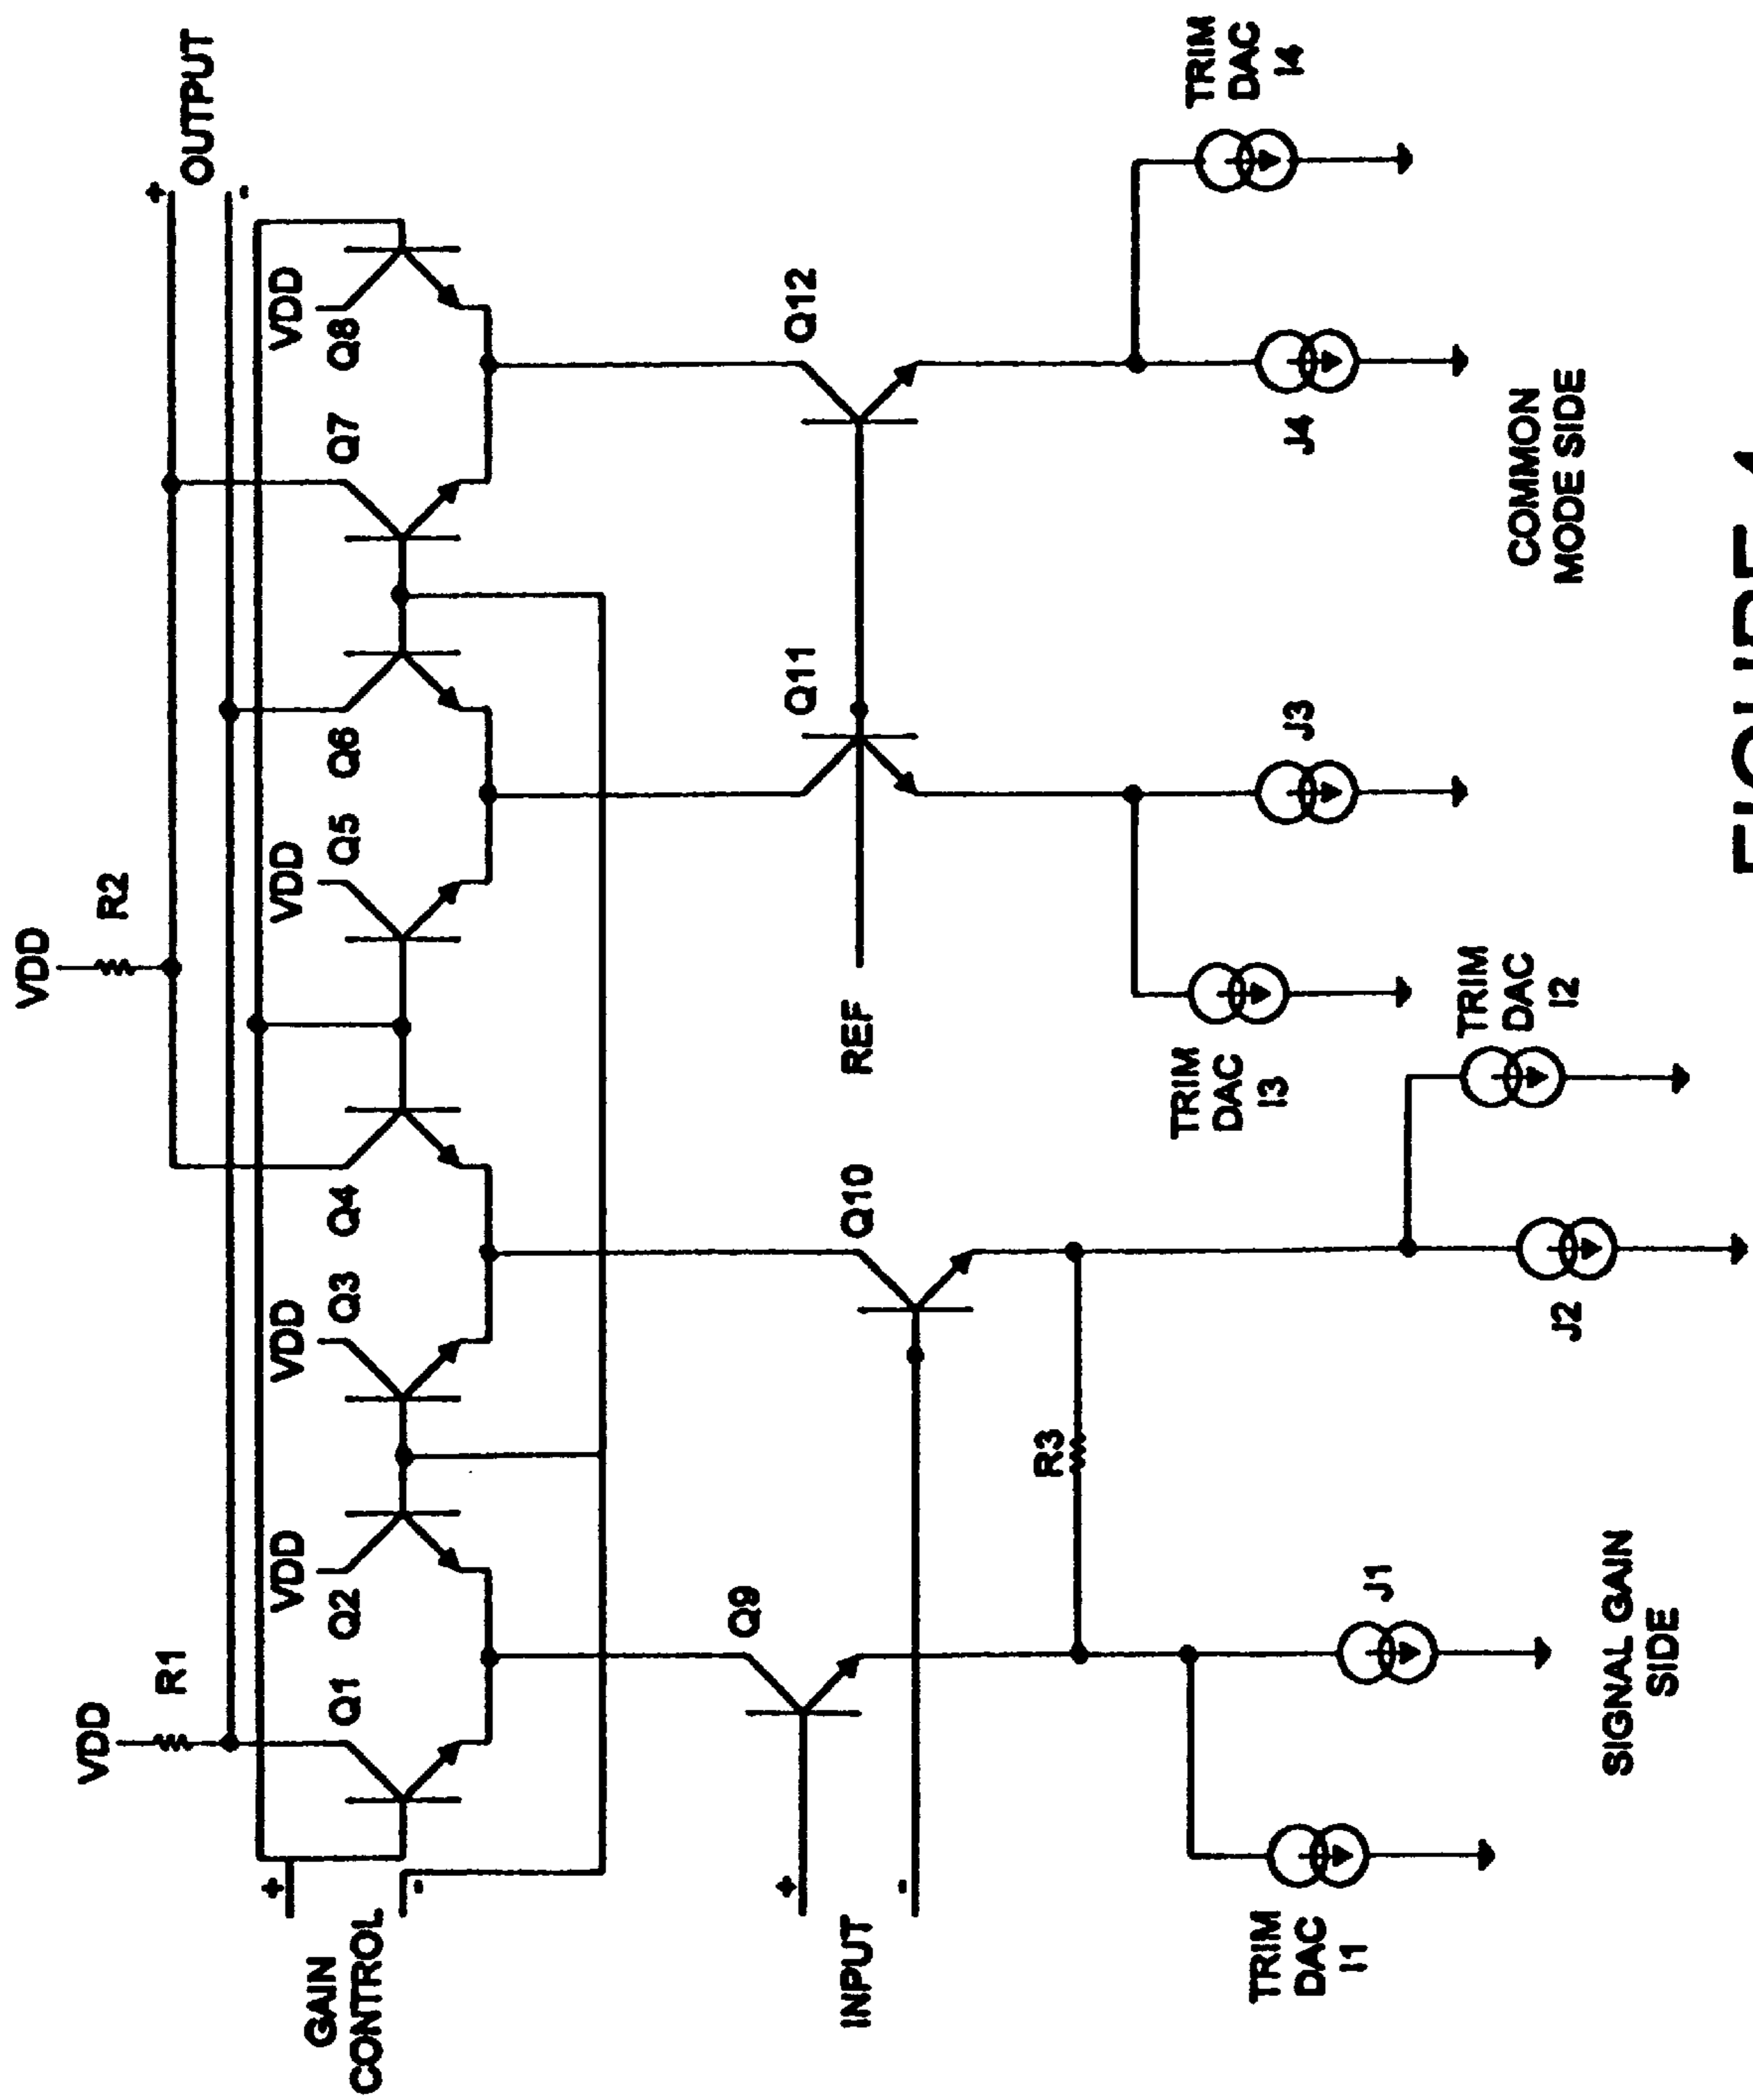 VDD
R2
VDD
R1
+
OUTPUT
-
+
GAIN
CONTROL
-
Q1
VDD
Q2
VDD
Q3
Q4
VDD
Q5
Q6
Q7
VDD
Q8
Q9
Q10
Q11
Q12
+
INPUT
-
REF
R3
TRIM
DAC
I1
J1
J2
TRIM
DAC
I2
TRIM
DAC
I3
J3
J4
TRIM
DAC
I4
SIGNAL GAIN
SIDE
COMMON
MODE SIDE